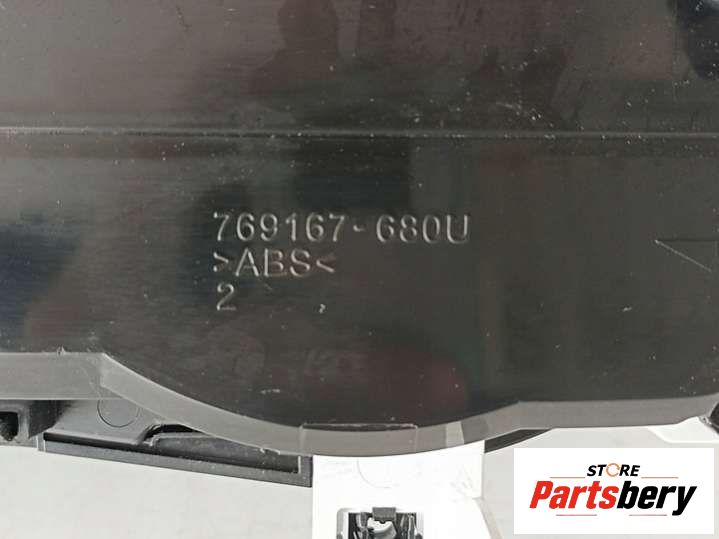 769167-680U
>ABS<
2
STORE
Partsbery